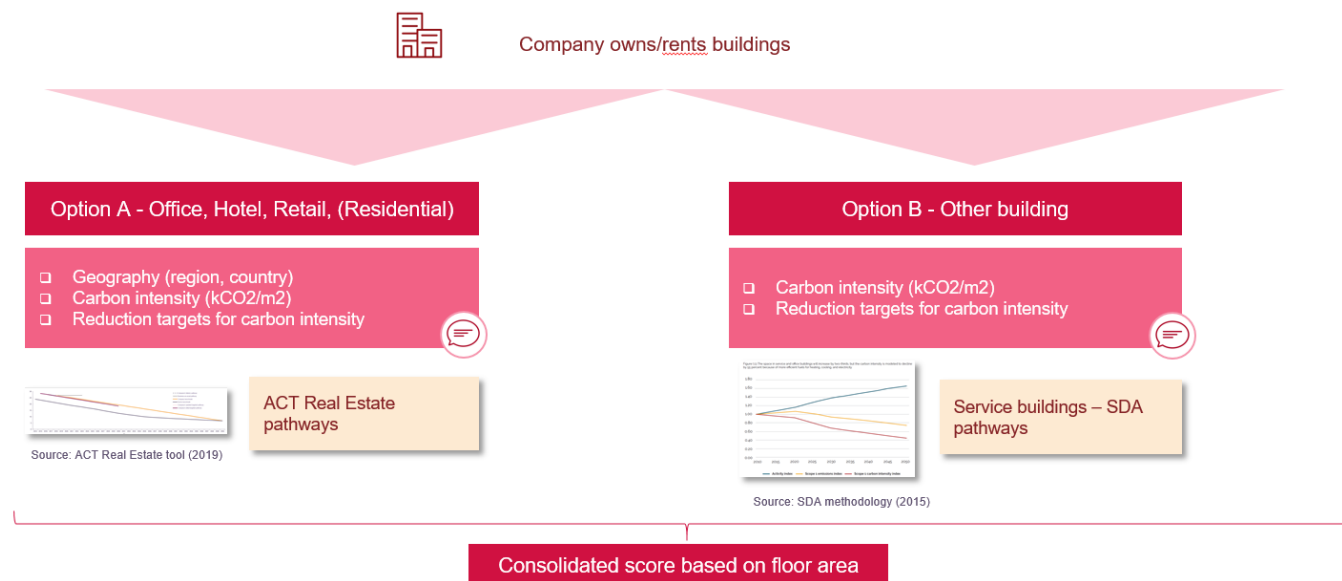 Company owns/rents buildings
Option A - Office, Hotel, Retail, (Residential)
Geography (region, country)
Carbon intensity (kCO2/m2)
Reduction targets for carbon intensity
ACT Real Estate
pathways
Source: ACT Real Estate tool (2019)
Option B - Other building
Carbon intensity (kCO2/m2)
Reduction targets for carbon intensity
Service buildings – SDA
pathways
Source: SDA methodology (2015)
Consolidated score based on floor area